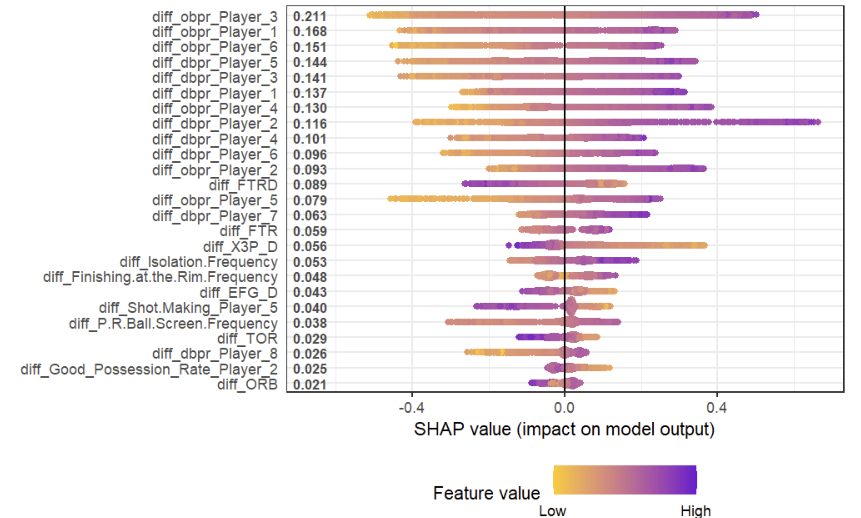 diff_obpr_Player_3 0.211
diff_obpr_Player_1 0.168
diff_obpr_Player_6 0.151
diff_dbpr_Player_5 0.144
diff_dbpr_Player_3 0.141
diff_dbpr_Player_1 0.137
diff_obpr_Player_4 0.130
diff_dbpr_Player_2 0.116
diff_dbpr_Player_4 0.101
diff_dbpr_Player_6 0.096
diff_obpr_Player_2 0.093
diff_FTRD 0.089
diff_obpr_Player_5 0.079
diff_dbpr_Player_7 0.063
diff_FTR 0.059
diff_X3P_D 0.056
diff_Isolation.Frequency 0.053
diff_Finishing.at.the.Rim.Frequency 0.048
diff_EFG_D 0.043
diff_Shot.Making_Player_5 0.040
diff_P.R.Ball.Screen.Frequency 0.038
diff_TOR 0.029
diff_dbpr_Player_8 0.026
diff_Good_Possession_Rate_Player_2 0.025
diff_ORB 0.021
-0.4 0.0 0.4
SHAP value (impact on model output)
Feature value
Low High